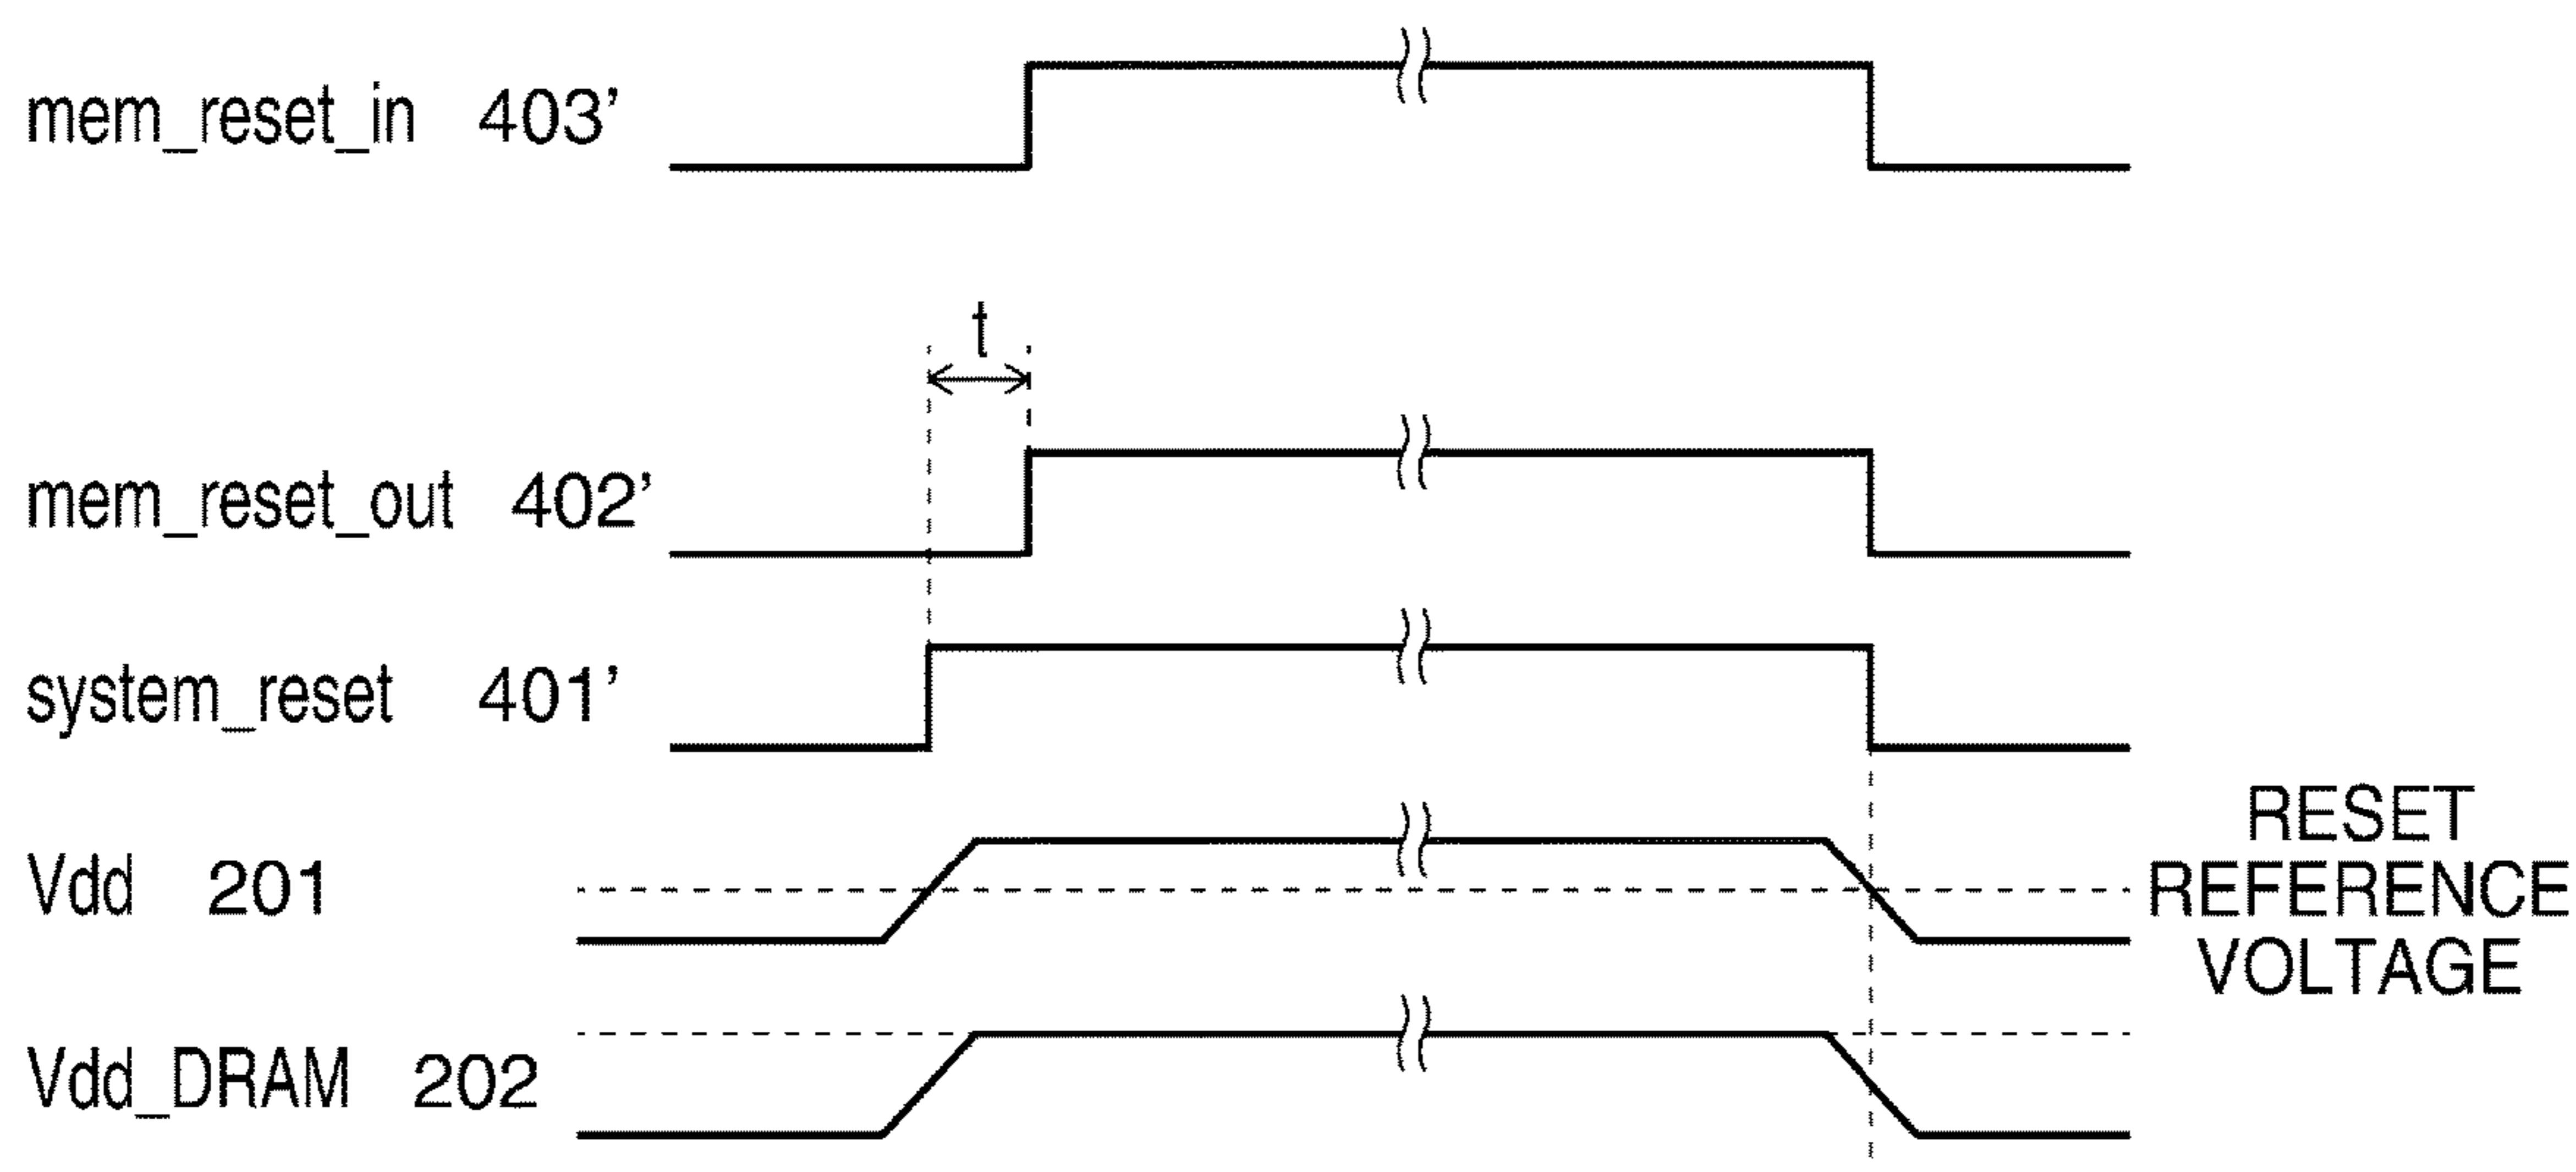 mem_reset_in 403’
t
mem_reset_out 402’
system_reset 401’
Vdd 201
RESET
REFERENCE
VOLTAGE
Vdd_DRAM 202